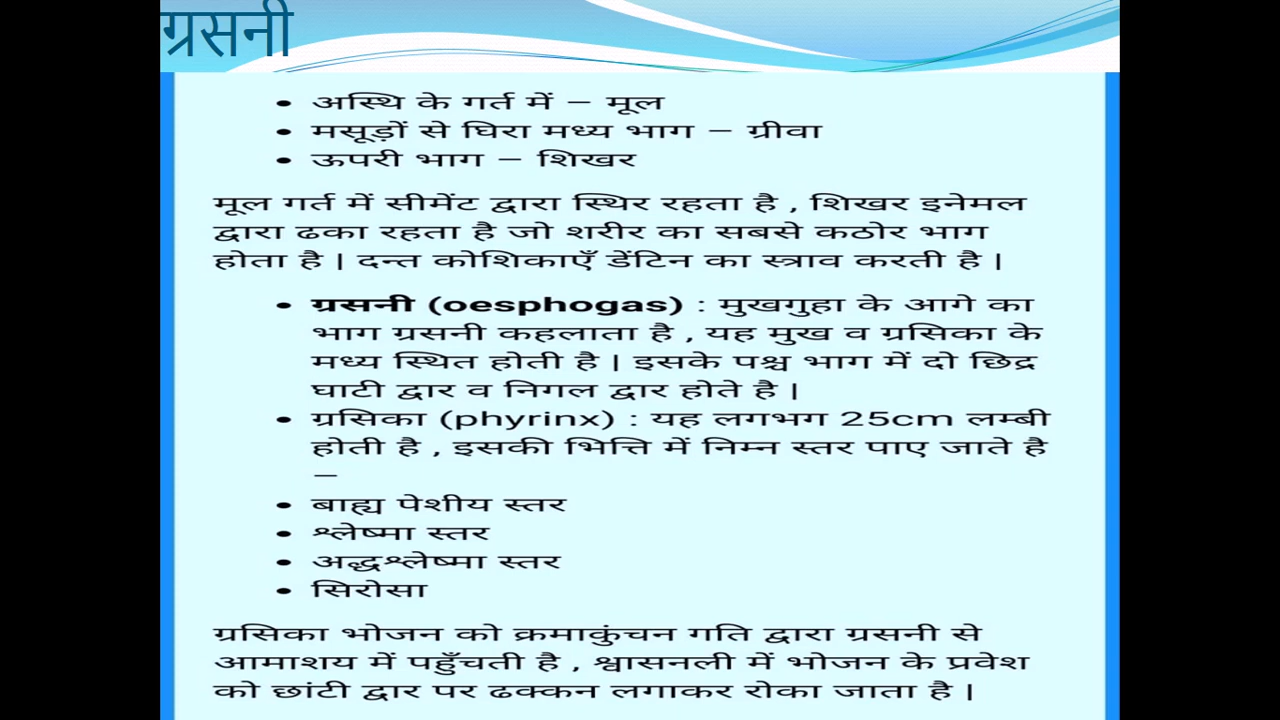 ग्रसनी
• अस्थि के गर्त में – मूल
• मसूड़ों से घिरा मध्य भाग – ग्रीवा
• ऊपरी भाग – शिखर
मूल गर्त में सीमेंट द्वारा स्थिर रहता है , शिखर इनेमल
द्वारा ढका रहता है जो शरीर का सबसे कठोर भाग
होता है | दन्त कोशिकाएँ डेंटिन का स्त्राव करती है |
• ग्रसनी (oesphogas) : मुखगुहा के आगे का
भाग ग्रसनी कहलाता है , यह मुख व ग्रसिका के
मध्य स्थित होती है | इसके पश्च भाग में दो छिद्र
घाटी द्वार व निगल द्वार होते है |
• ग्रसिका (phyrinx) : यह लगभग 25cm लम्बी
होती है , इसकी भित्ति में निम्न स्तर पाए जाते है
–
• बाह्य पेशीय स्तर
• श्लेष्मा स्तर
• अद्धश्लेष्मा स्तर
• सिरोसा
ग्रसिका भोजन को क्रमाकुंचन गति द्वारा ग्रसनी से
आमाशय में पहुँचती है , श्वासनली में भोजन के प्रवेश
को छांटी द्वार पर ढक्कन लगाकर रोका जाता है |